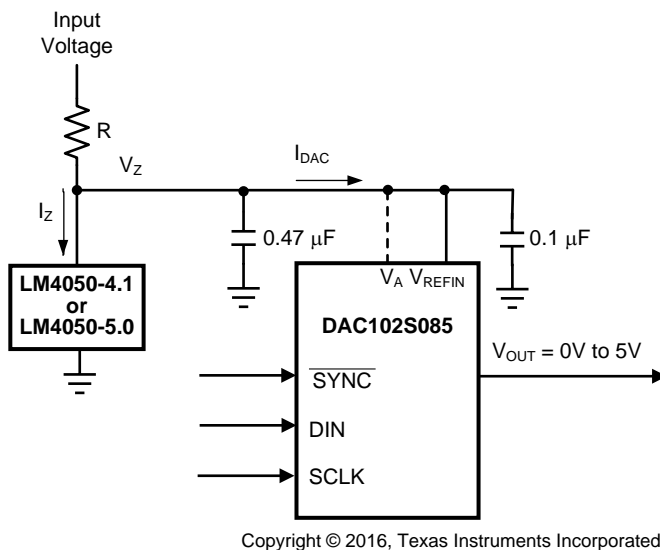 Input
Voltage
R
V_Z
I_DAC
I_Z
0.47 µF
0.1 µF
LM4050-4.1
or
LM4050-5.0
V_A V_REFIN
DAC102S085
V_OUT = 0V to 5V
SYNC
DIN
SCLK
Copyright © 2016, Texas Instruments Incorporated